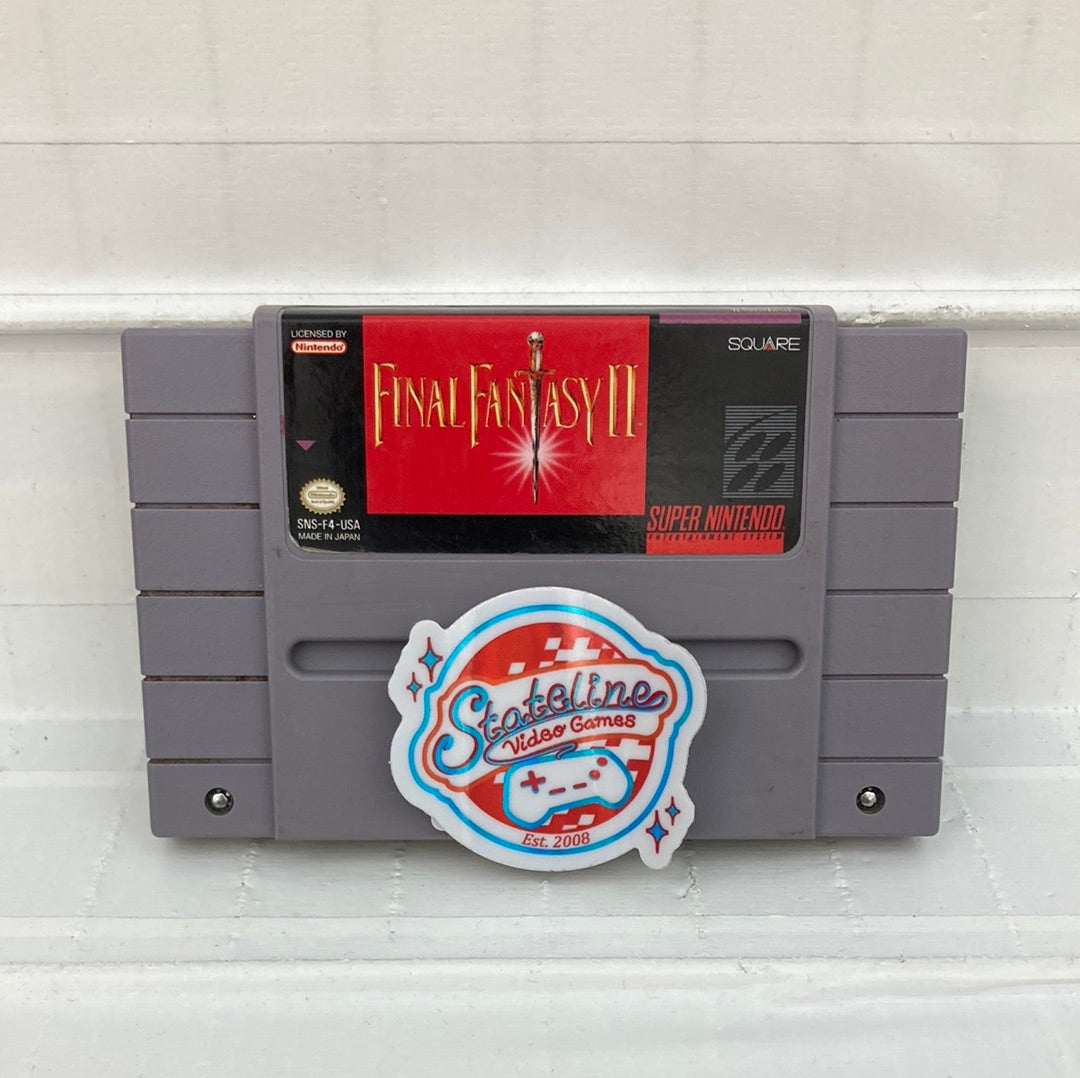 LICENSED BY
Nintendo
FINAL FANTASY II
SQUARE
SNS-F4-USA
MADE IN JAPAN
SUPER NINTENDO
ENTERTAINMENT SYSTEM
Stateline
Video Games
Est. 2008